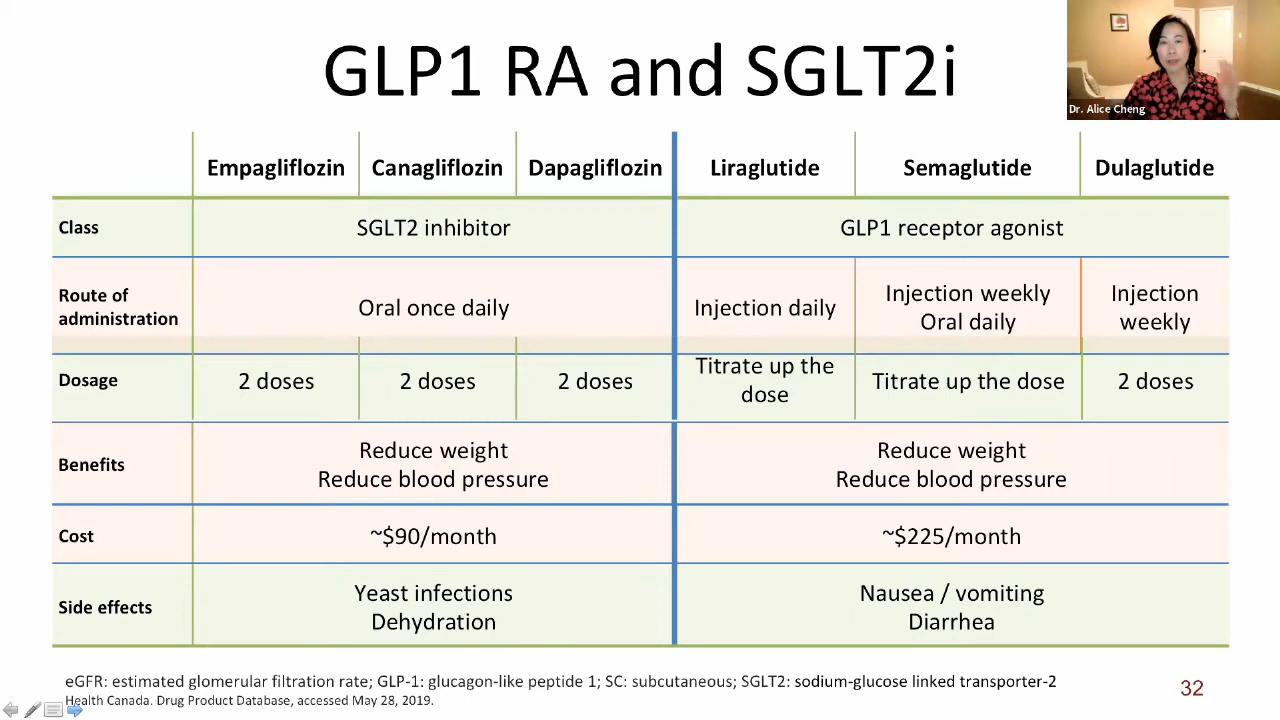 GLP1 RA and SGLT2i
Dr. Alice Cheng
Empagliflozin Canagliflozin Dapagliflozin Liraglutide Semaglutide Dulaglutide
Class SGLT2 inhibitor GLP1 receptor agonist
Route of
administration
Oral once daily
Injection daily
Injection weekly
Oral daily
Injection
weekly
Dosage
2 doses
2 doses
2 doses
Titrate up the
dose
Titrate up the dose
2 doses
Benefits
Reduce weight
Reduce blood pressure
Reduce weight
Reduce blood pressure
Cost ~$90/month ~$225/month
Side effects
Yeast infections
Dehydration
Nausea / vomiting
Diarrhea
eGFR: estimated glomerular filtration rate; GLP-1: glucagon-like peptide 1; SC: subcutaneous; SGLT2: sodium-glucose linked transporter-2
Health Canada. Drug Product Database, accessed May 28, 2019.
32